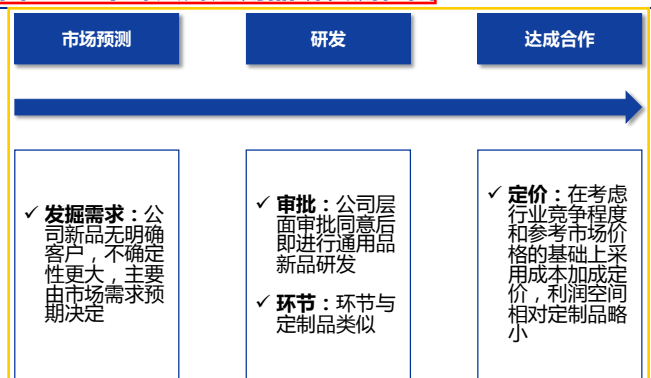 市场预测
研发
达成合作
✓ 发掘需求：公
司新品无明确
客户，不确定
性更大，主要
由市场需求预
期决定
✓ 审批：公司层
面审批同意后
即进行通用品
新品研发
✓ 环节：环节与
定制品类似
✓ 定价：在考虑
行业竞争程度
和参考市场价
格的基础上采
用成本加成定
价，利润空间
相对定制品略
小